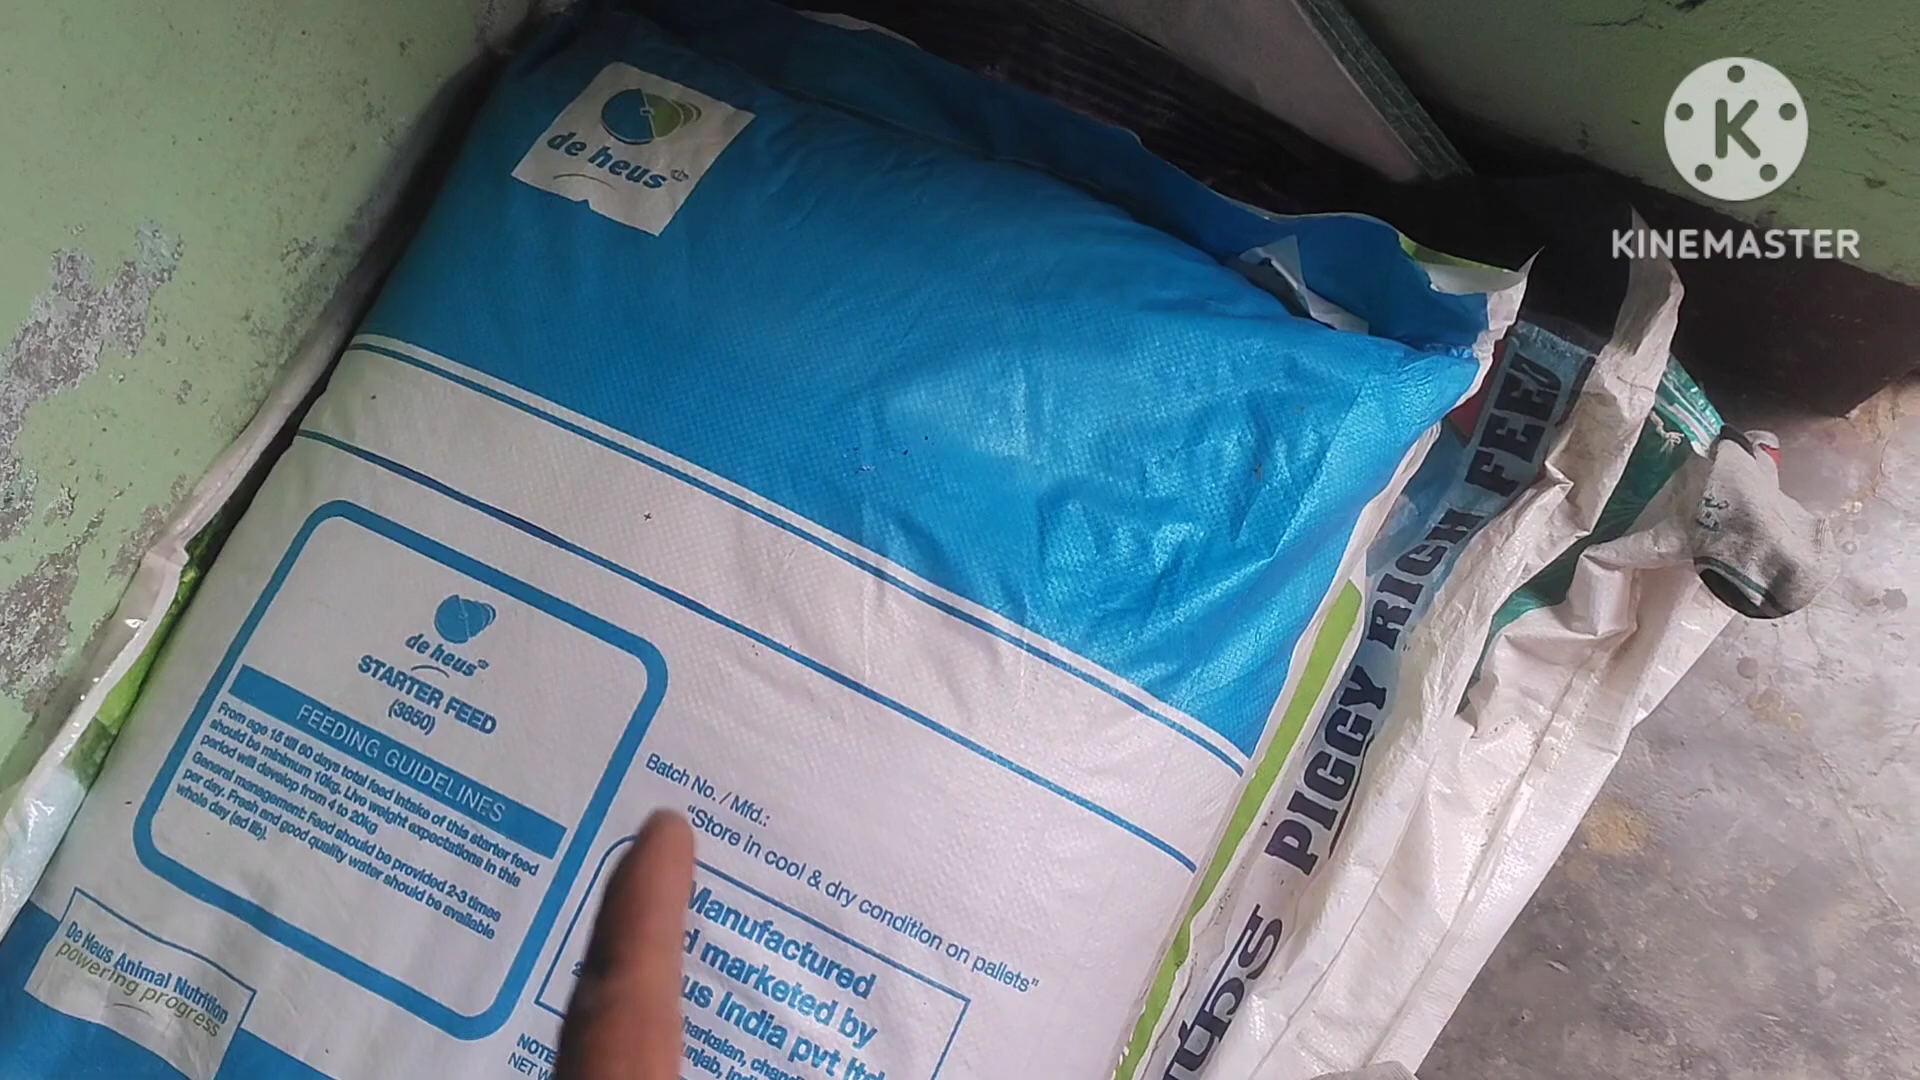 de heus
KINEMASTER
de heus
STARTER FEED
(3850)
FEEDING GUIDELINES
From age 15 till 60 days total feed intake of this starter feed
should be minimum 10kg. Live weight expectations in this
period will develop from 4 to 20kg
General management: Feed should be provided 2-3 times
per day. Fresh and good quality water should be available
whole day (ad lib).
De Heus Animal Nutrition
powering progress
Batch No. / Mfd.:
"Store in cool & dry condition on pallets"
Manufactured
marketed by
India pvt ltd
NOTE
NET
PIGGY RICH FEED